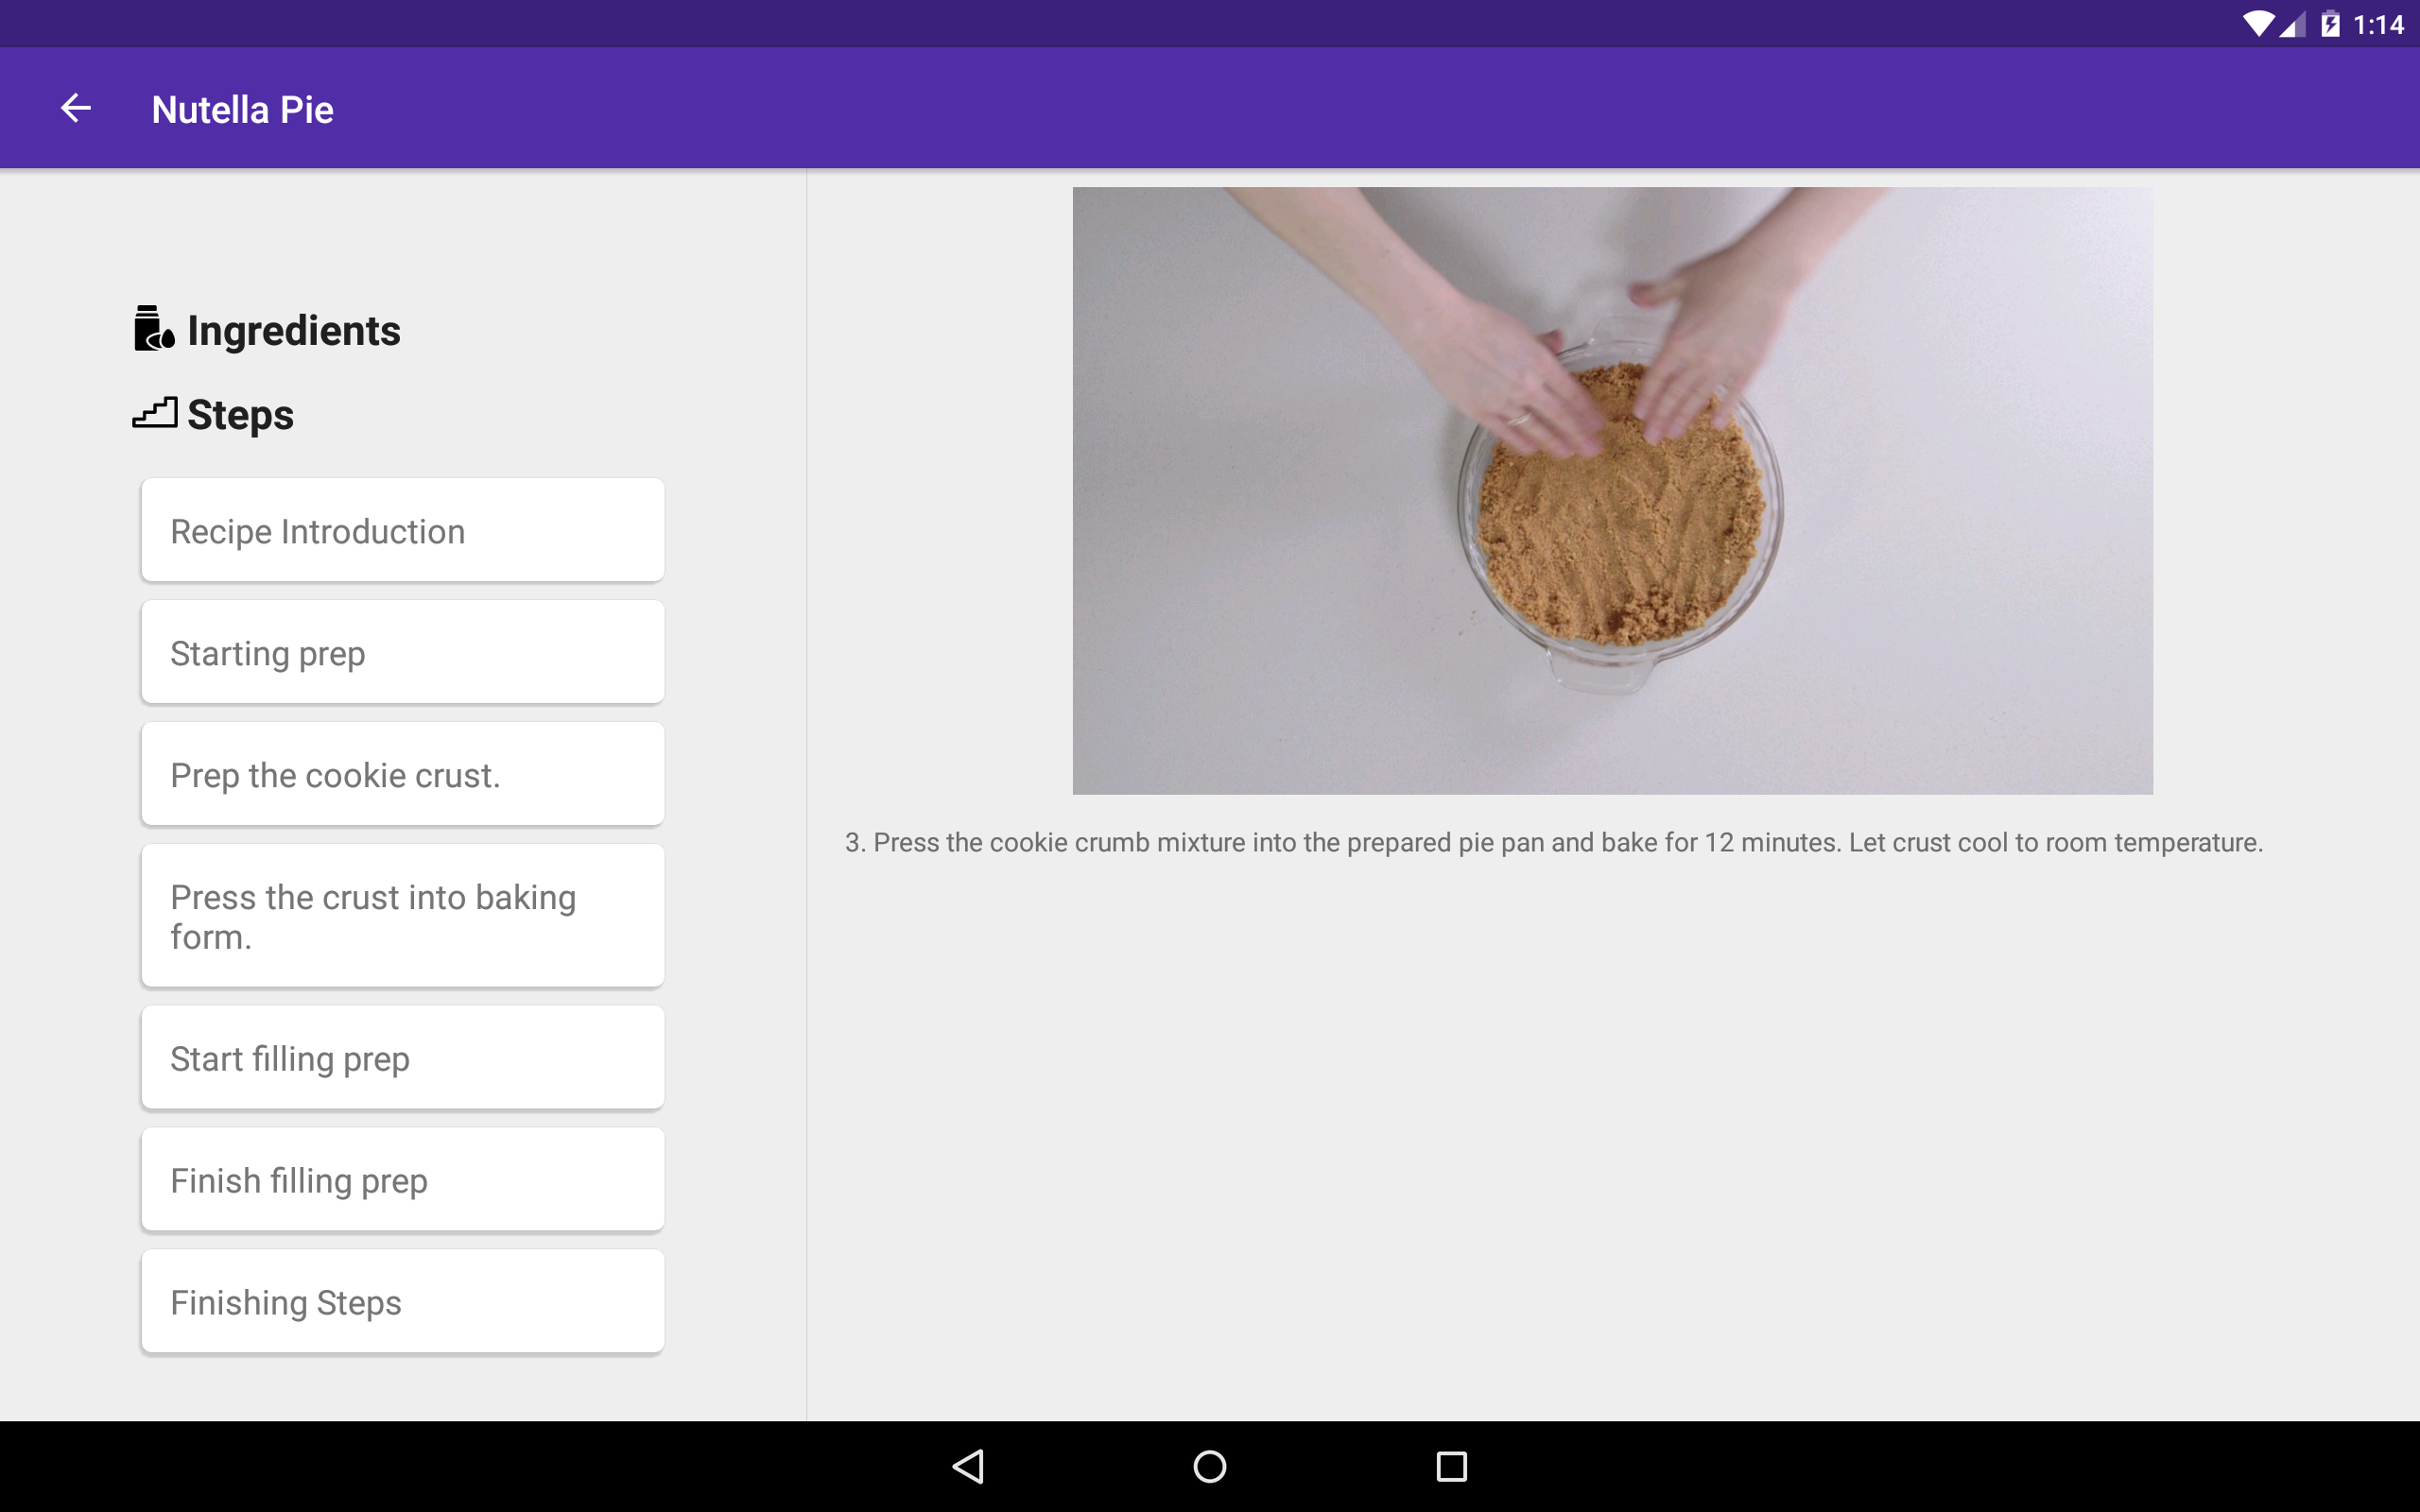 1:14
Nutella Pie
Ingredients
Steps
Recipe Introduction
Starting prep
Prep the cookie crust.
Press the crust into baking
form.
Start filling prep
Finish filling prep
Finishing Steps
3. Press the cookie crumb mixture into the prepared pie pan and bake for 12 minutes. Let crust cool to room temperature.